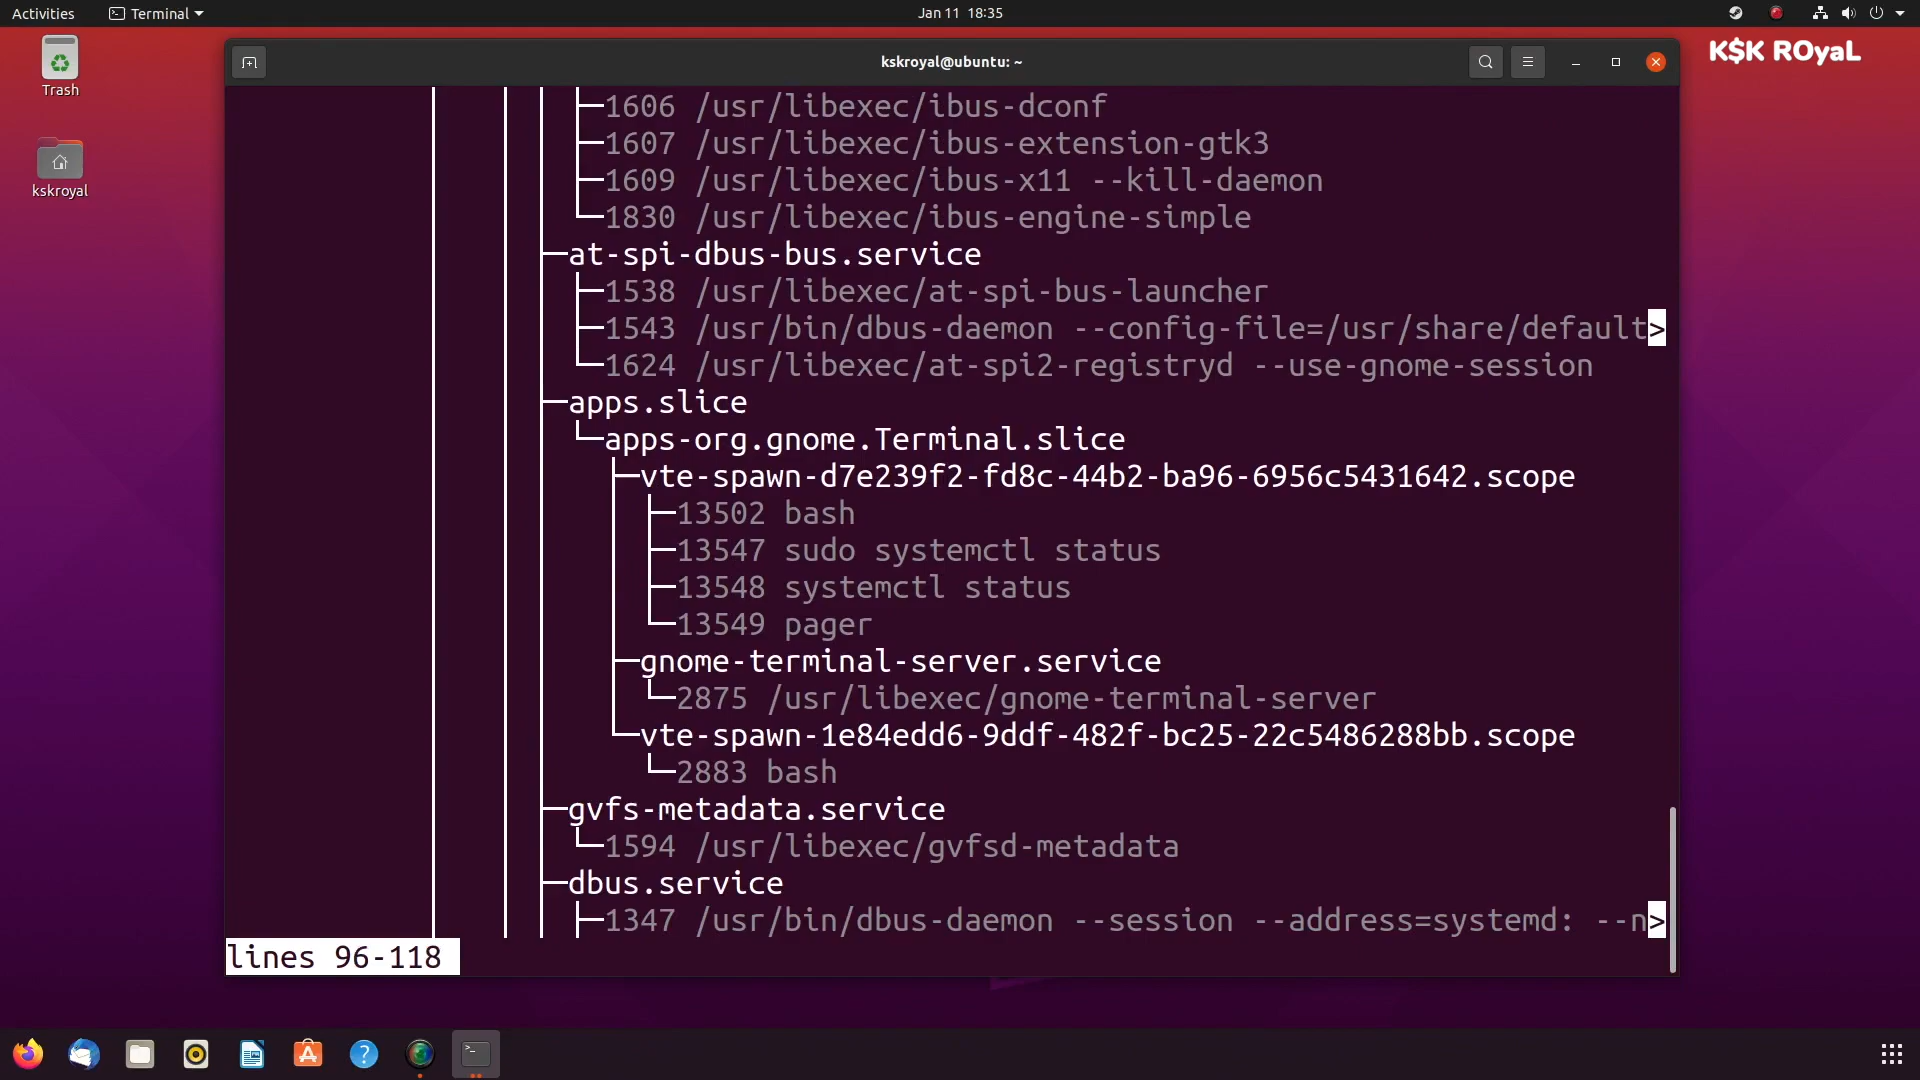 Activities
Terminal
Jan 11 18:35
K$K ROyaL
Trash
kskroyal
kskroyal@ubuntu: ~
1606 /usr/libexec/ibus-dconf
1607 /usr/libexec/ibus-extension-gtk3
1609 /usr/libexec/ibus-x11 --kill-daemon
1830 /usr/libexec/ibus-engine-simple
at-spi-dbus-bus.service
1538 /usr/libexec/at-spi-bus-launcher
1543 /usr/bin/dbus-daemon --config-file=/usr/share/default>
1624 /usr/libexec/at-spi2-registryd --use-gnome-session
apps.slice
apps-org.gnome.Terminal.slice
vte-spawn-d7e239f2-fd8c-44b2-ba96-6956c5431642.scope
13502 bash
13547 sudo systemctl status
13548 systemctl status
13549 pager
gnome-terminal-server.service
2875 /usr/libexec/gnome-terminal-server
vte-spawn-1e84edd6-9ddf-482f-bc25-22c5486288bb.scope
2883 bash
gvfs-metadata.service
1594 /usr/libexec/gvfsd-metadata
dbus.service
1347 /usr/bin/dbus-daemon --session --address=systemd: --n>
lines 96-118